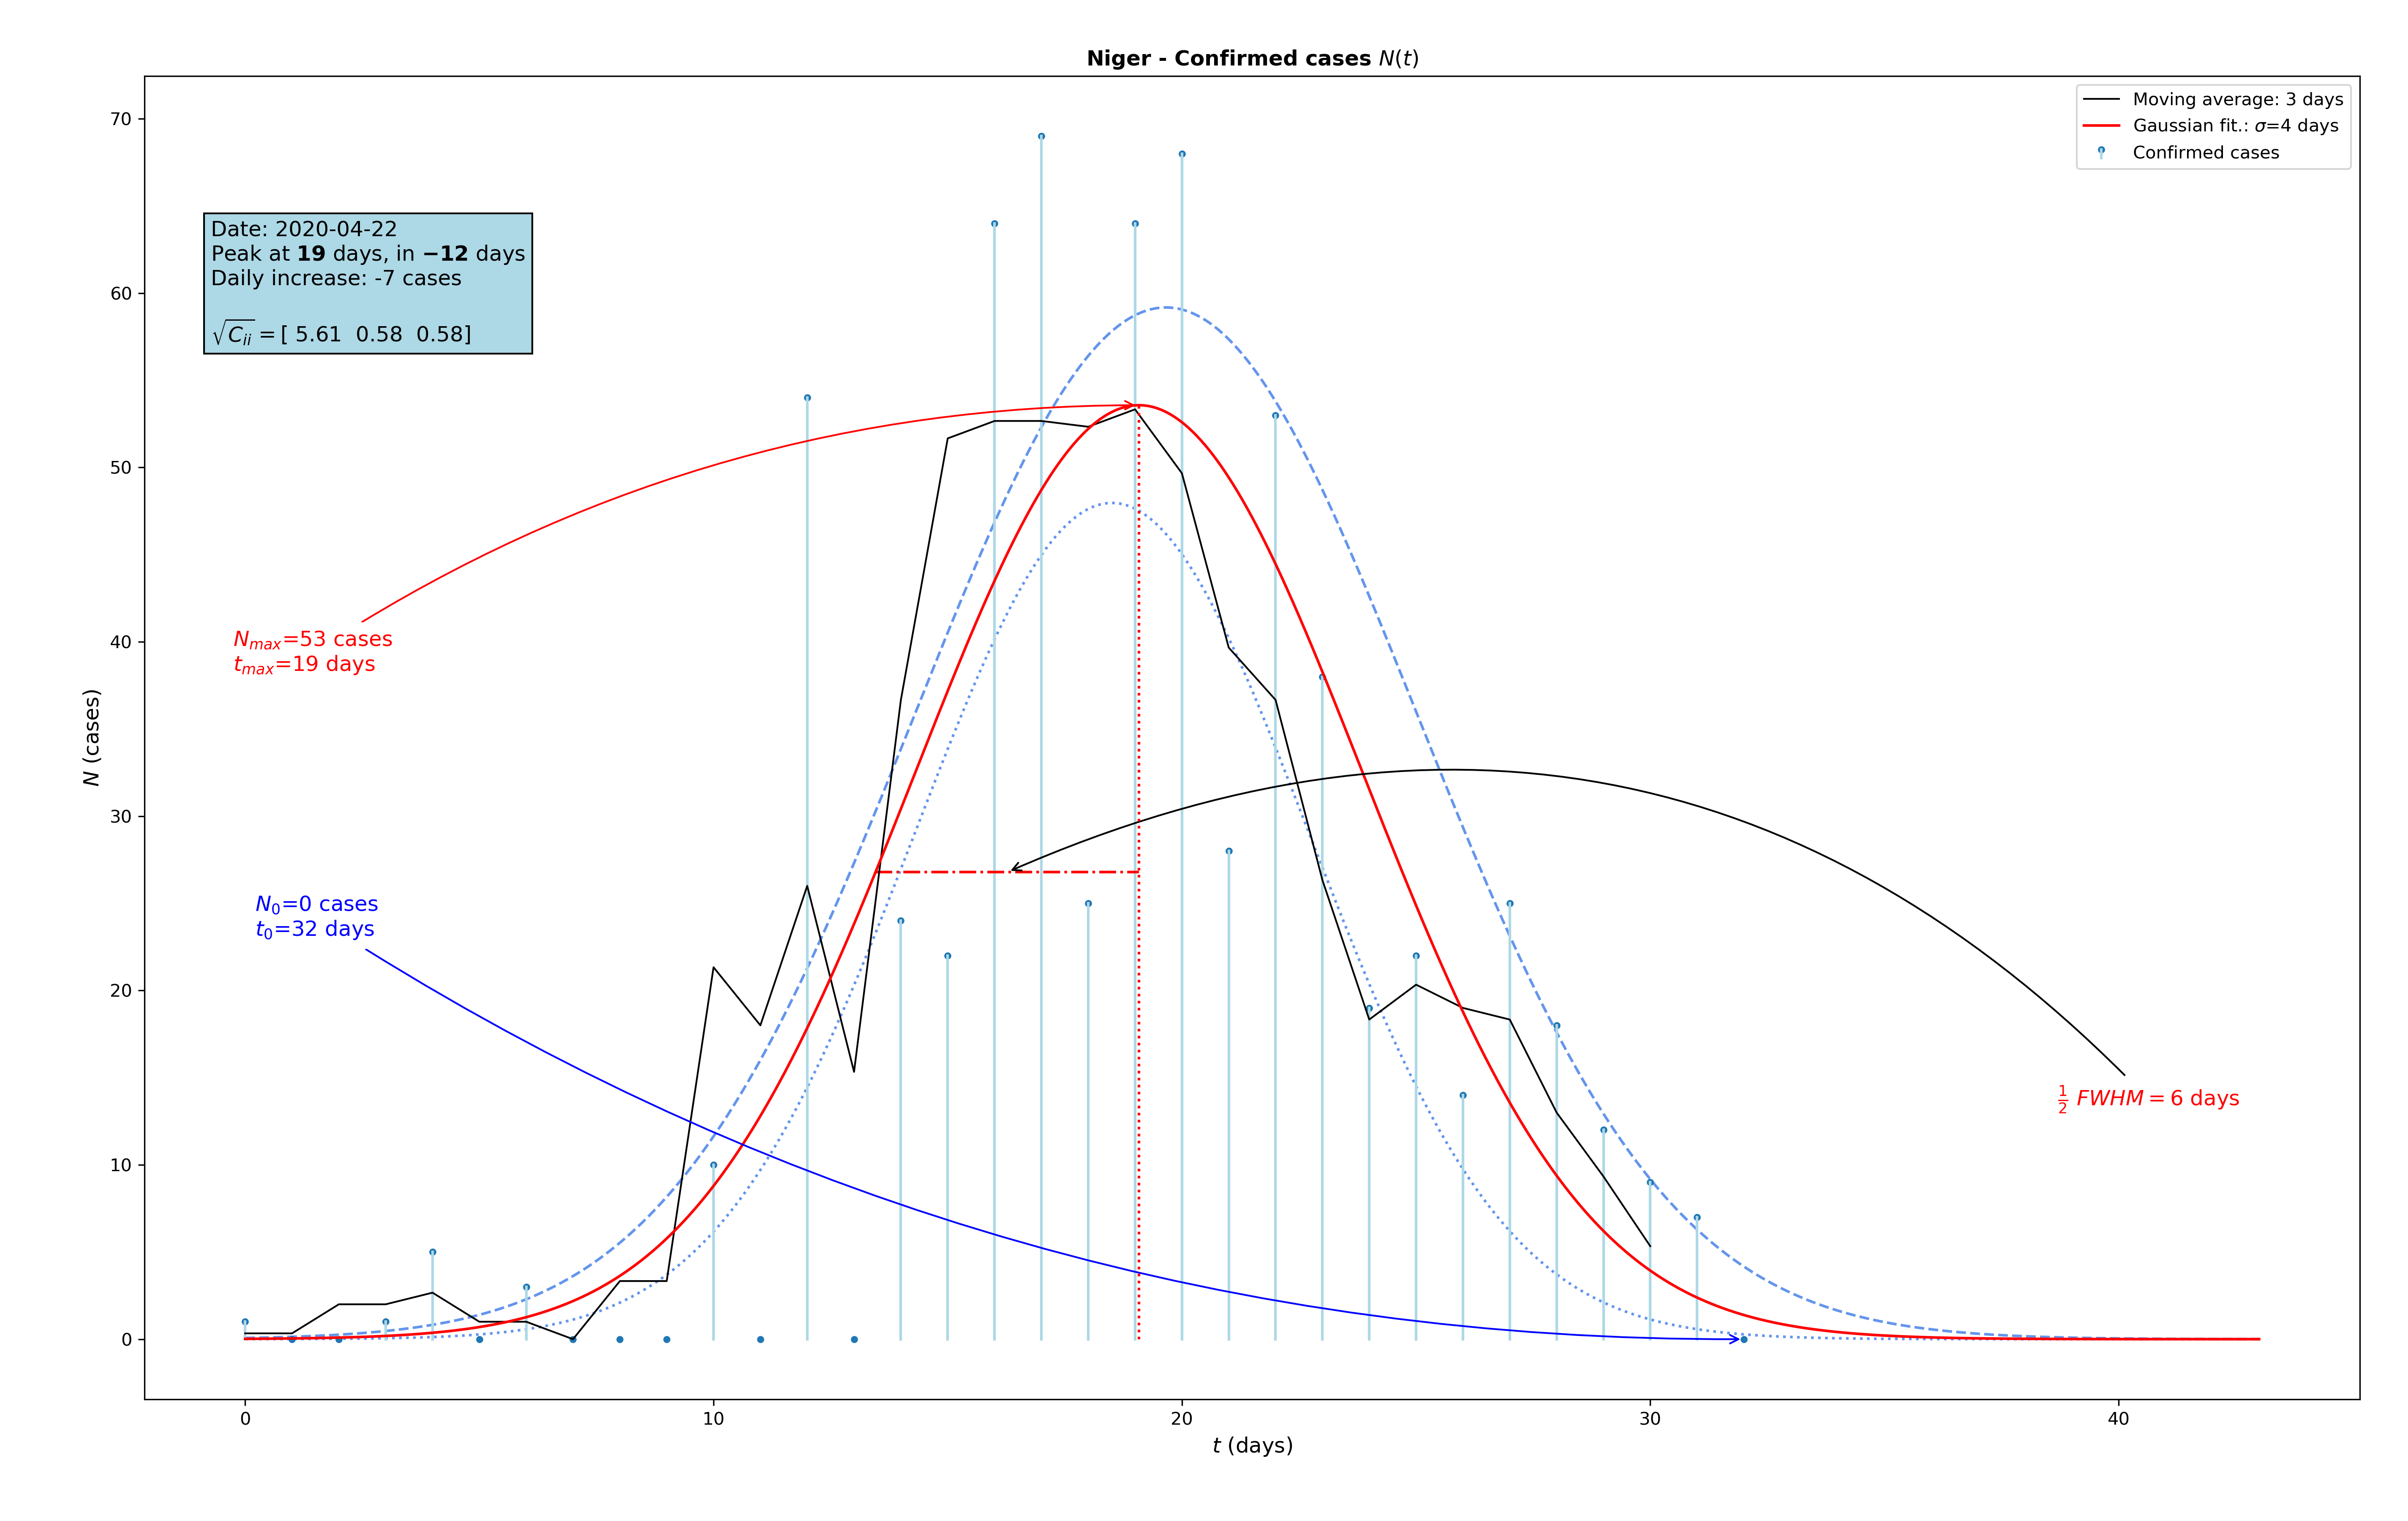 Niger - Confirmed cases N(t)
Moving average: 3 days
Gaussian fit.: σ=4 days
Confirmed cases
Date: 2020-04-22
Peak at 19 days, in −12 days
Daily increase: -7 cases
√C_ii = [ 5.61 0.58 0.58]
N_max=53 cases
t_max=19 days
N_0=0 cases
t_0=32 days
1/2 FWHM = 6 days
N (cases)
70
60
50
40
30
20
10
0
0 10 20 30 40
t (days)